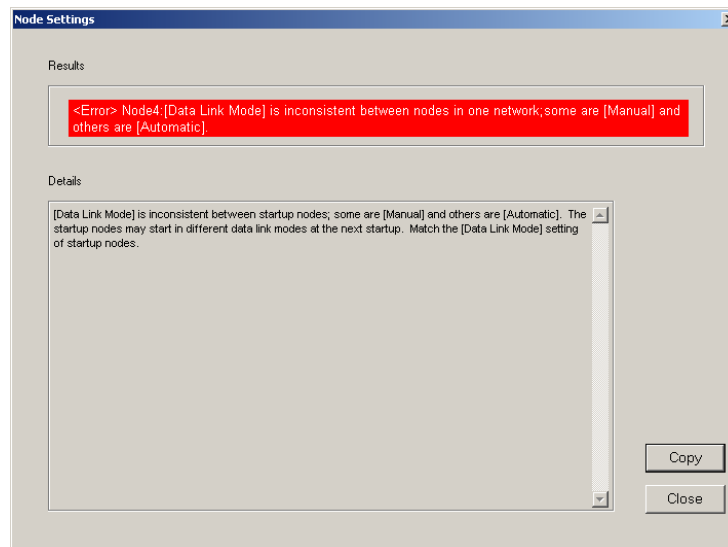 Node Settings
Results
<Error> Node4:[Data Link Mode] is inconsistent between nodes in one network;some are [Manual] and
others are [Automatic].
Details
[Data Link Mode] is inconsistent between startup nodes; some are [Manual] and others are [Automatic]. The
startup nodes may start in different data link modes at the next startup. Match the [Data Link Mode] setting
of startup nodes.
Copy
Close